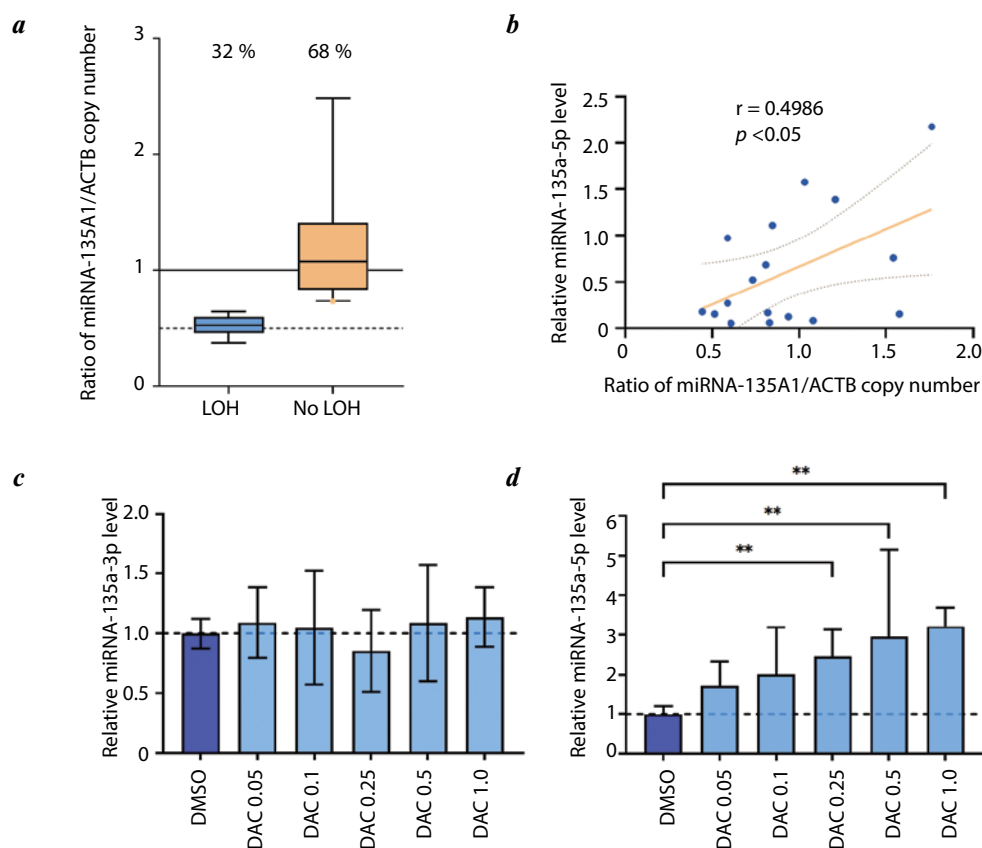 a
Ratio of miRNA-135A1/ACTB copy number
3
2
1
0
32 %
68 %
LOH
No LOH
b
Relative miRNA-135a-5p level
2.5
2.0
1.5
1.0
0.5
0
r = 0.4986
p <0.05
0
0.5
1.0
1.5
2.0
Ratio of miRNA-135A1/ACTB copy number
c
Relative miRNA-135a-3p level
2.0
1.5
1.0
0.5
0
DMSO
DAC 0.05
DAC 0.1
DAC 0.25
DAC 0.5
DAC 1.0
d
Relative miRNA-135a-5p level
6
5
4
3
2
1
0
**
**
**
DMSO
DAC 0.05
DAC 0.1
DAC 0.25
DAC 0.5
DAC 1.0